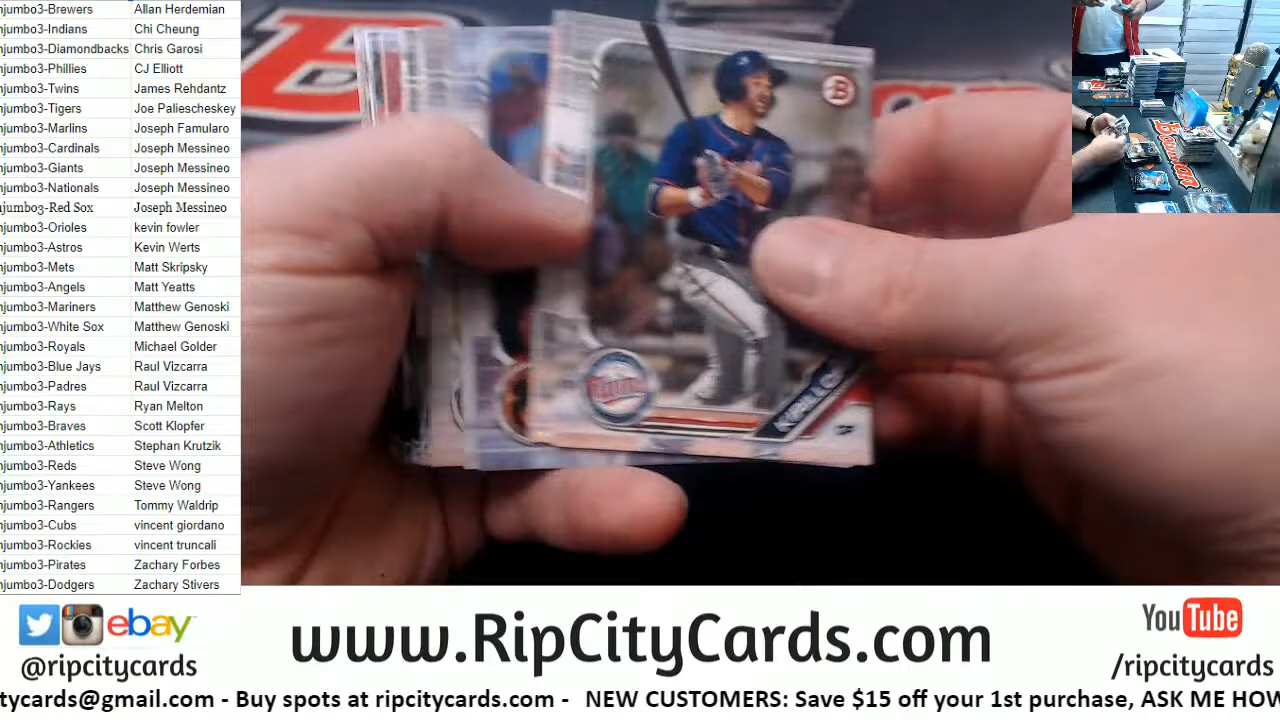 njumbo3-Brewers Allan Herdemian
njumbo3-Indians Chi Cheung
njumbo3-Diamondbacks Chris Garosi
njumbo3-Phillies CJ Elliott
njumbo3-Twins James Rehdantz
njumbo3-Tigers Joe Paliescheskey
njumbo3-Marlins Joseph Famularo
njumbo3-Cardinals Joseph Messineo
njumbo3-Giants Joseph Messineo
njumbo3-Nationals Joseph Messineo
njumbo3-Red Sox Joseph Messineo
njumbo3-Orioles kevin fowler
njumbo3-Astros Kevin Werts
njumbo3-Mets Matt Skripsky
njumbo3-Angels Matt Yeatts
njumbo3-Mariners Matthew Genoski
njumbo3-White Sox Matthew Genoski
njumbo3-Royals Michael Golder
njumbo3-Blue Jays Raul Vizcarra
njumbo3-Padres Raul Vizcarra
njumbo3-Rays Ryan Melton
njumbo3-Braves Scott Klopfer
njumbo3-Athletics Stephan Krutzik
njumbo3-Reds Steve Wong
njumbo3-Yankees Steve Wong
njumbo3-Rangers Tommy Waldrip
njumbo3-Cubs vincent giordano
njumbo3-Rockies vincent truncali
njumbo3-Pirates Zachary Forbes
njumbo3-Dodgers Zachary Stivers
B
Twins
Bowman
ebay
@ripcitycards
www.RipCityCards.com
YouTube
/ripcitycards
tycards@gmail.com - Buy spots at ripcitycards.com - NEW CUSTOMERS: Save $15 off your 1st purchase, ASK ME HOW